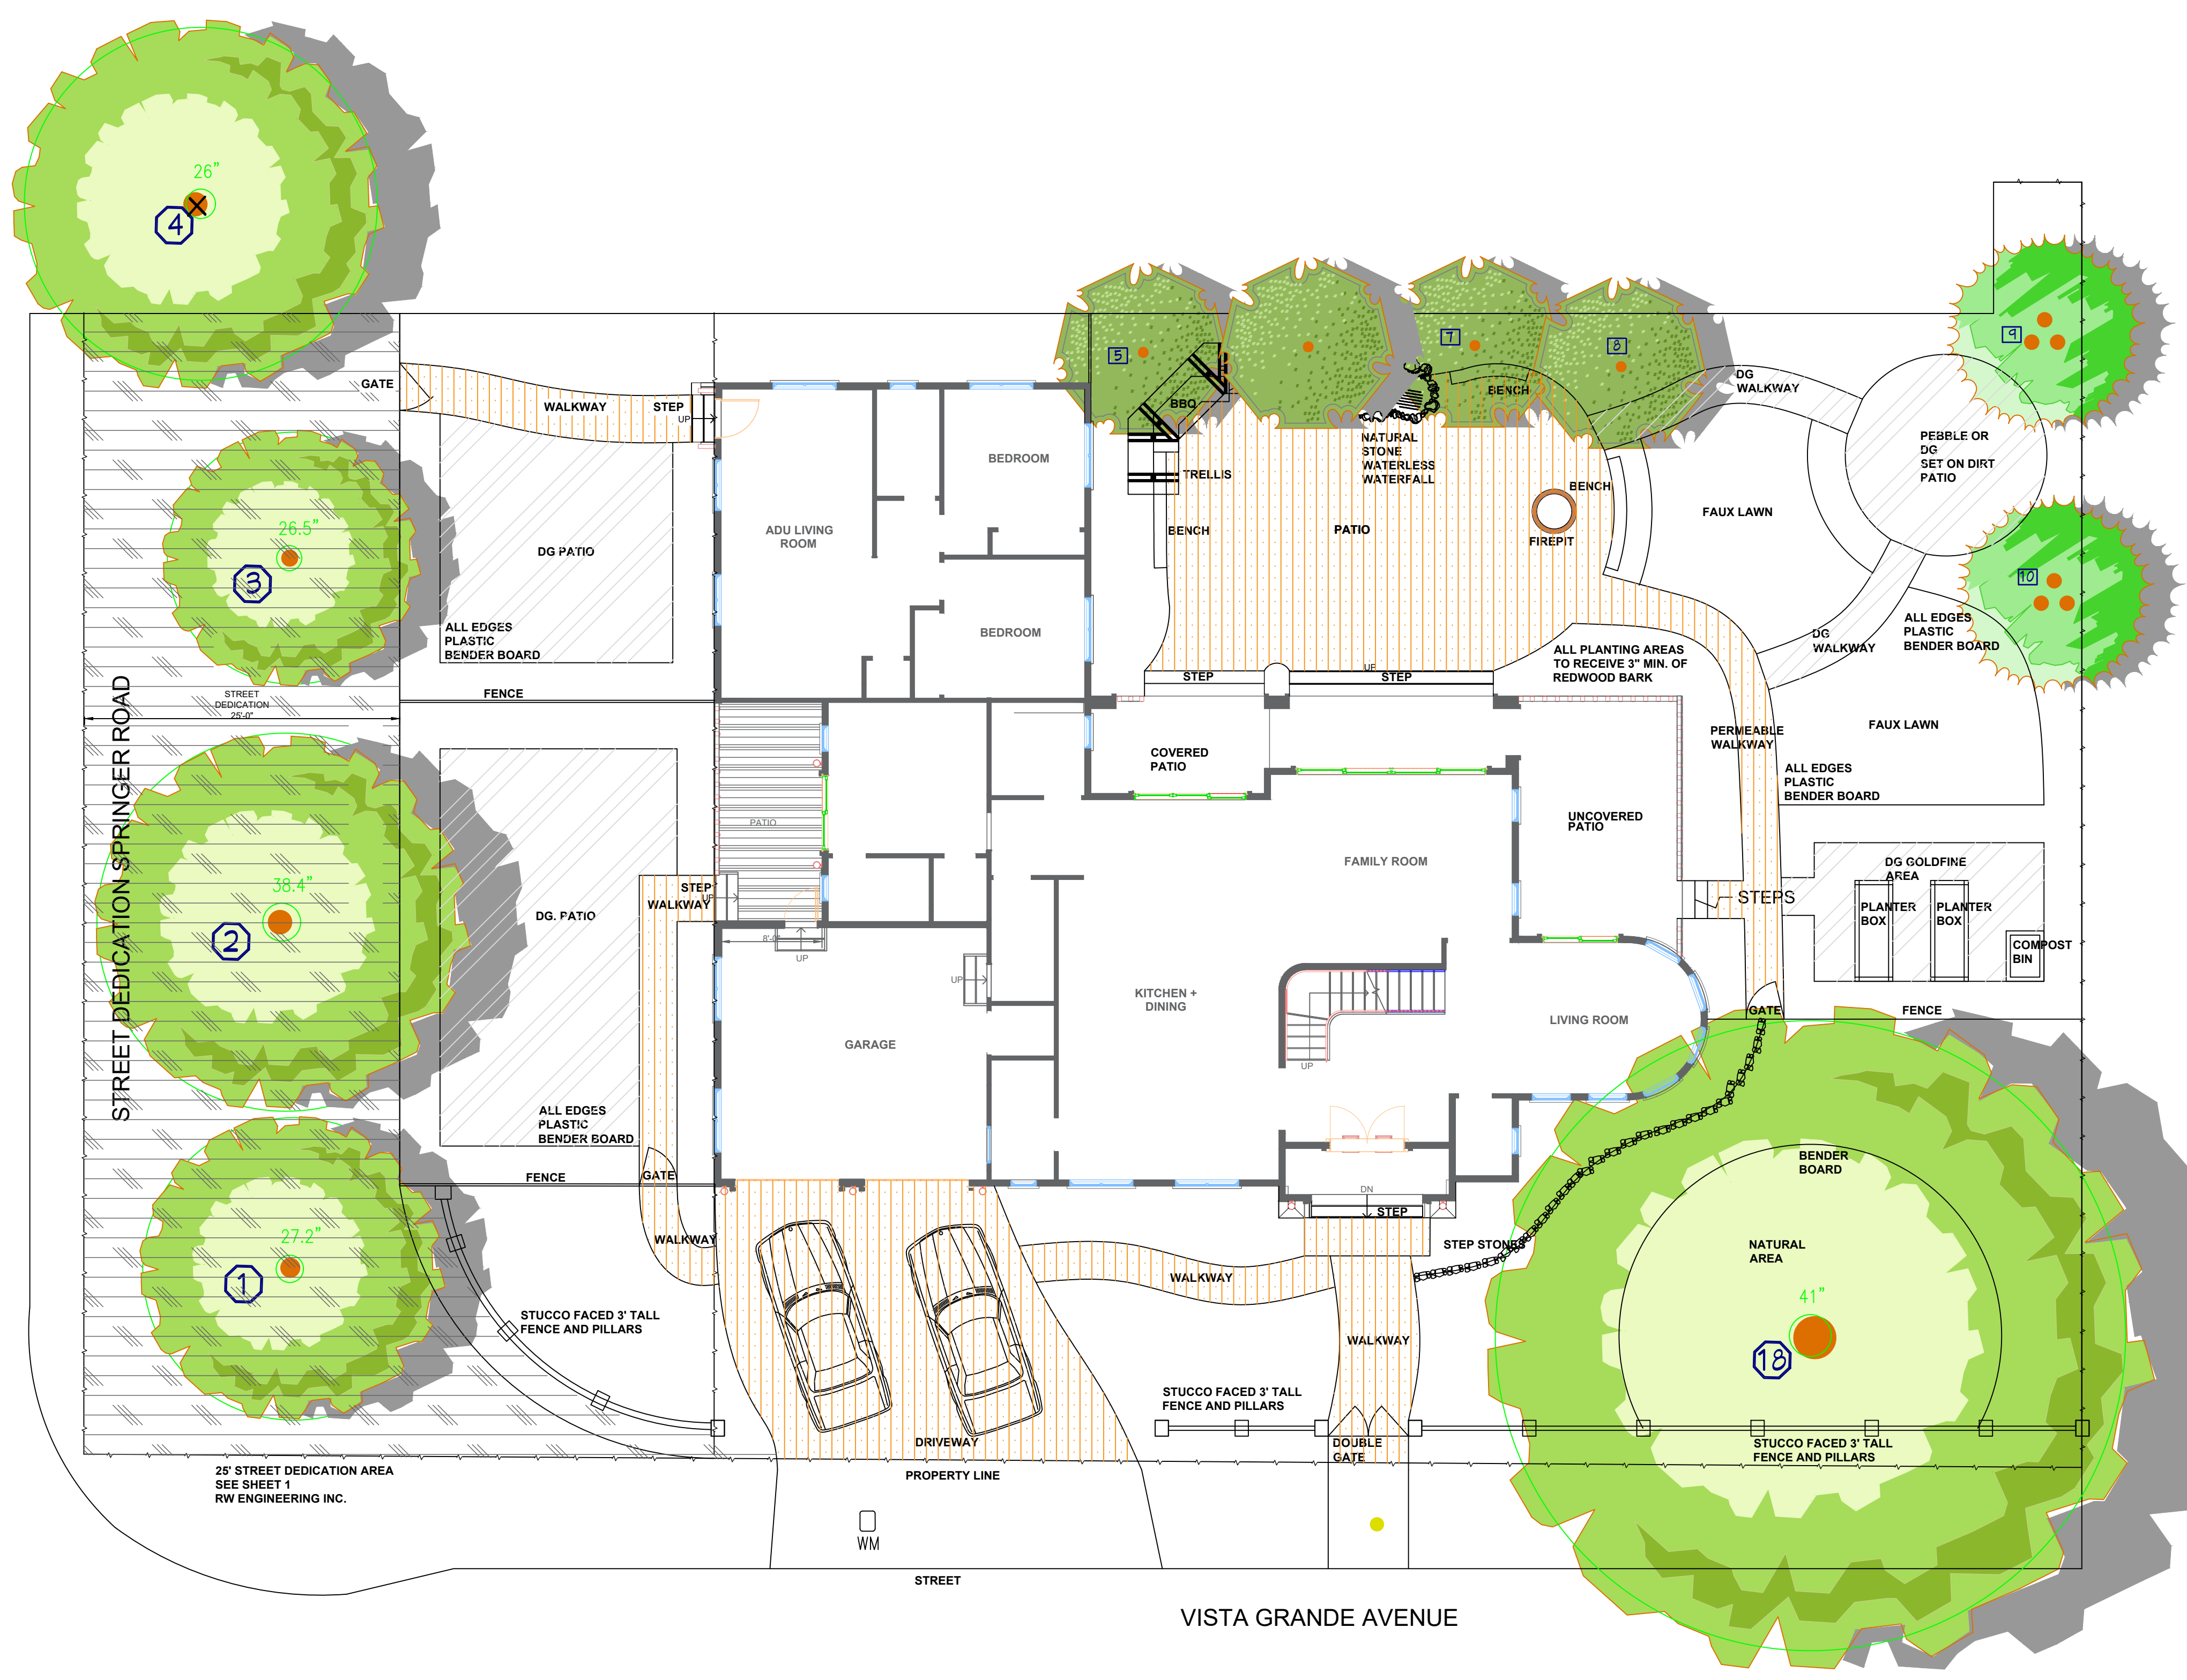 26"
4
5
7
8
9
GATE
WALKWAY
STEP
UP
BBQ
BENCH
DG
WALKWAY
NATURAL
STONE
WATERLESS
WATERFALL
PEBBLE OR
DG
SET ON DIRT
PATIO
BEDROOM
TRELLIS
BENCH
FAUX LAWN
26.5"
3
DG PATIO
ADU LIVING
ROOM
BENCH
PATIO
FIREPIT
10
ALL EDGES
PLASTIC
BENDER BOARD
BEDROOM
ALL EDGES
PLASTIC
BENDER BOARD
DG
WALKWAY
ALL PLANTING AREAS
TO RECEIVE 3" MIN. OF
REDWOOD BARK
UP
STEP
STEP
STREET
DEDICATION
25'-0"
FENCE
STREET DEDICATION SPRINGER ROAD
FAUX LAWN
PERMEABLE
WALKWAY
COVERED
PATIO
ALL EDGES
PLASTIC
BENDER BOARD
PATIO
UNCOVERED
PATIO
FAMILY ROOM
DG GOLDFINE
AREA
38.4"
2
STEP
UP
WALKWAY
DG. PATIO
STEPS
PLANTER
BOX
PLANTER
BOX
COMPOST
BIN
8'-0"
UP
UP
KITCHEN +
DINING
LIVING ROOM
GATE
FENCE
GARAGE
UP
ALL EDGES
PLASTIC
BENDER BOARD
BENDER
BOARD
FENCE
GATE
DN
STEP
27.2"
1
WALKWAY
STEP STONES
NATURAL
AREA
WALKWAY
41"
18
STUCCO FACED 3' TALL
FENCE AND PILLARS
WALKWAY
STUCCO FACED 3' TALL
FENCE AND PILLARS
DRIVEWAY
DOUBLE
GATE
STUCCO FACED 3' TALL
FENCE AND PILLARS
25' STREET DEDICATION AREA
SEE SHEET 1
RW ENGINEERING INC.
PROPERTY LINE
WM
STREET
VISTA GRANDE AVENUE